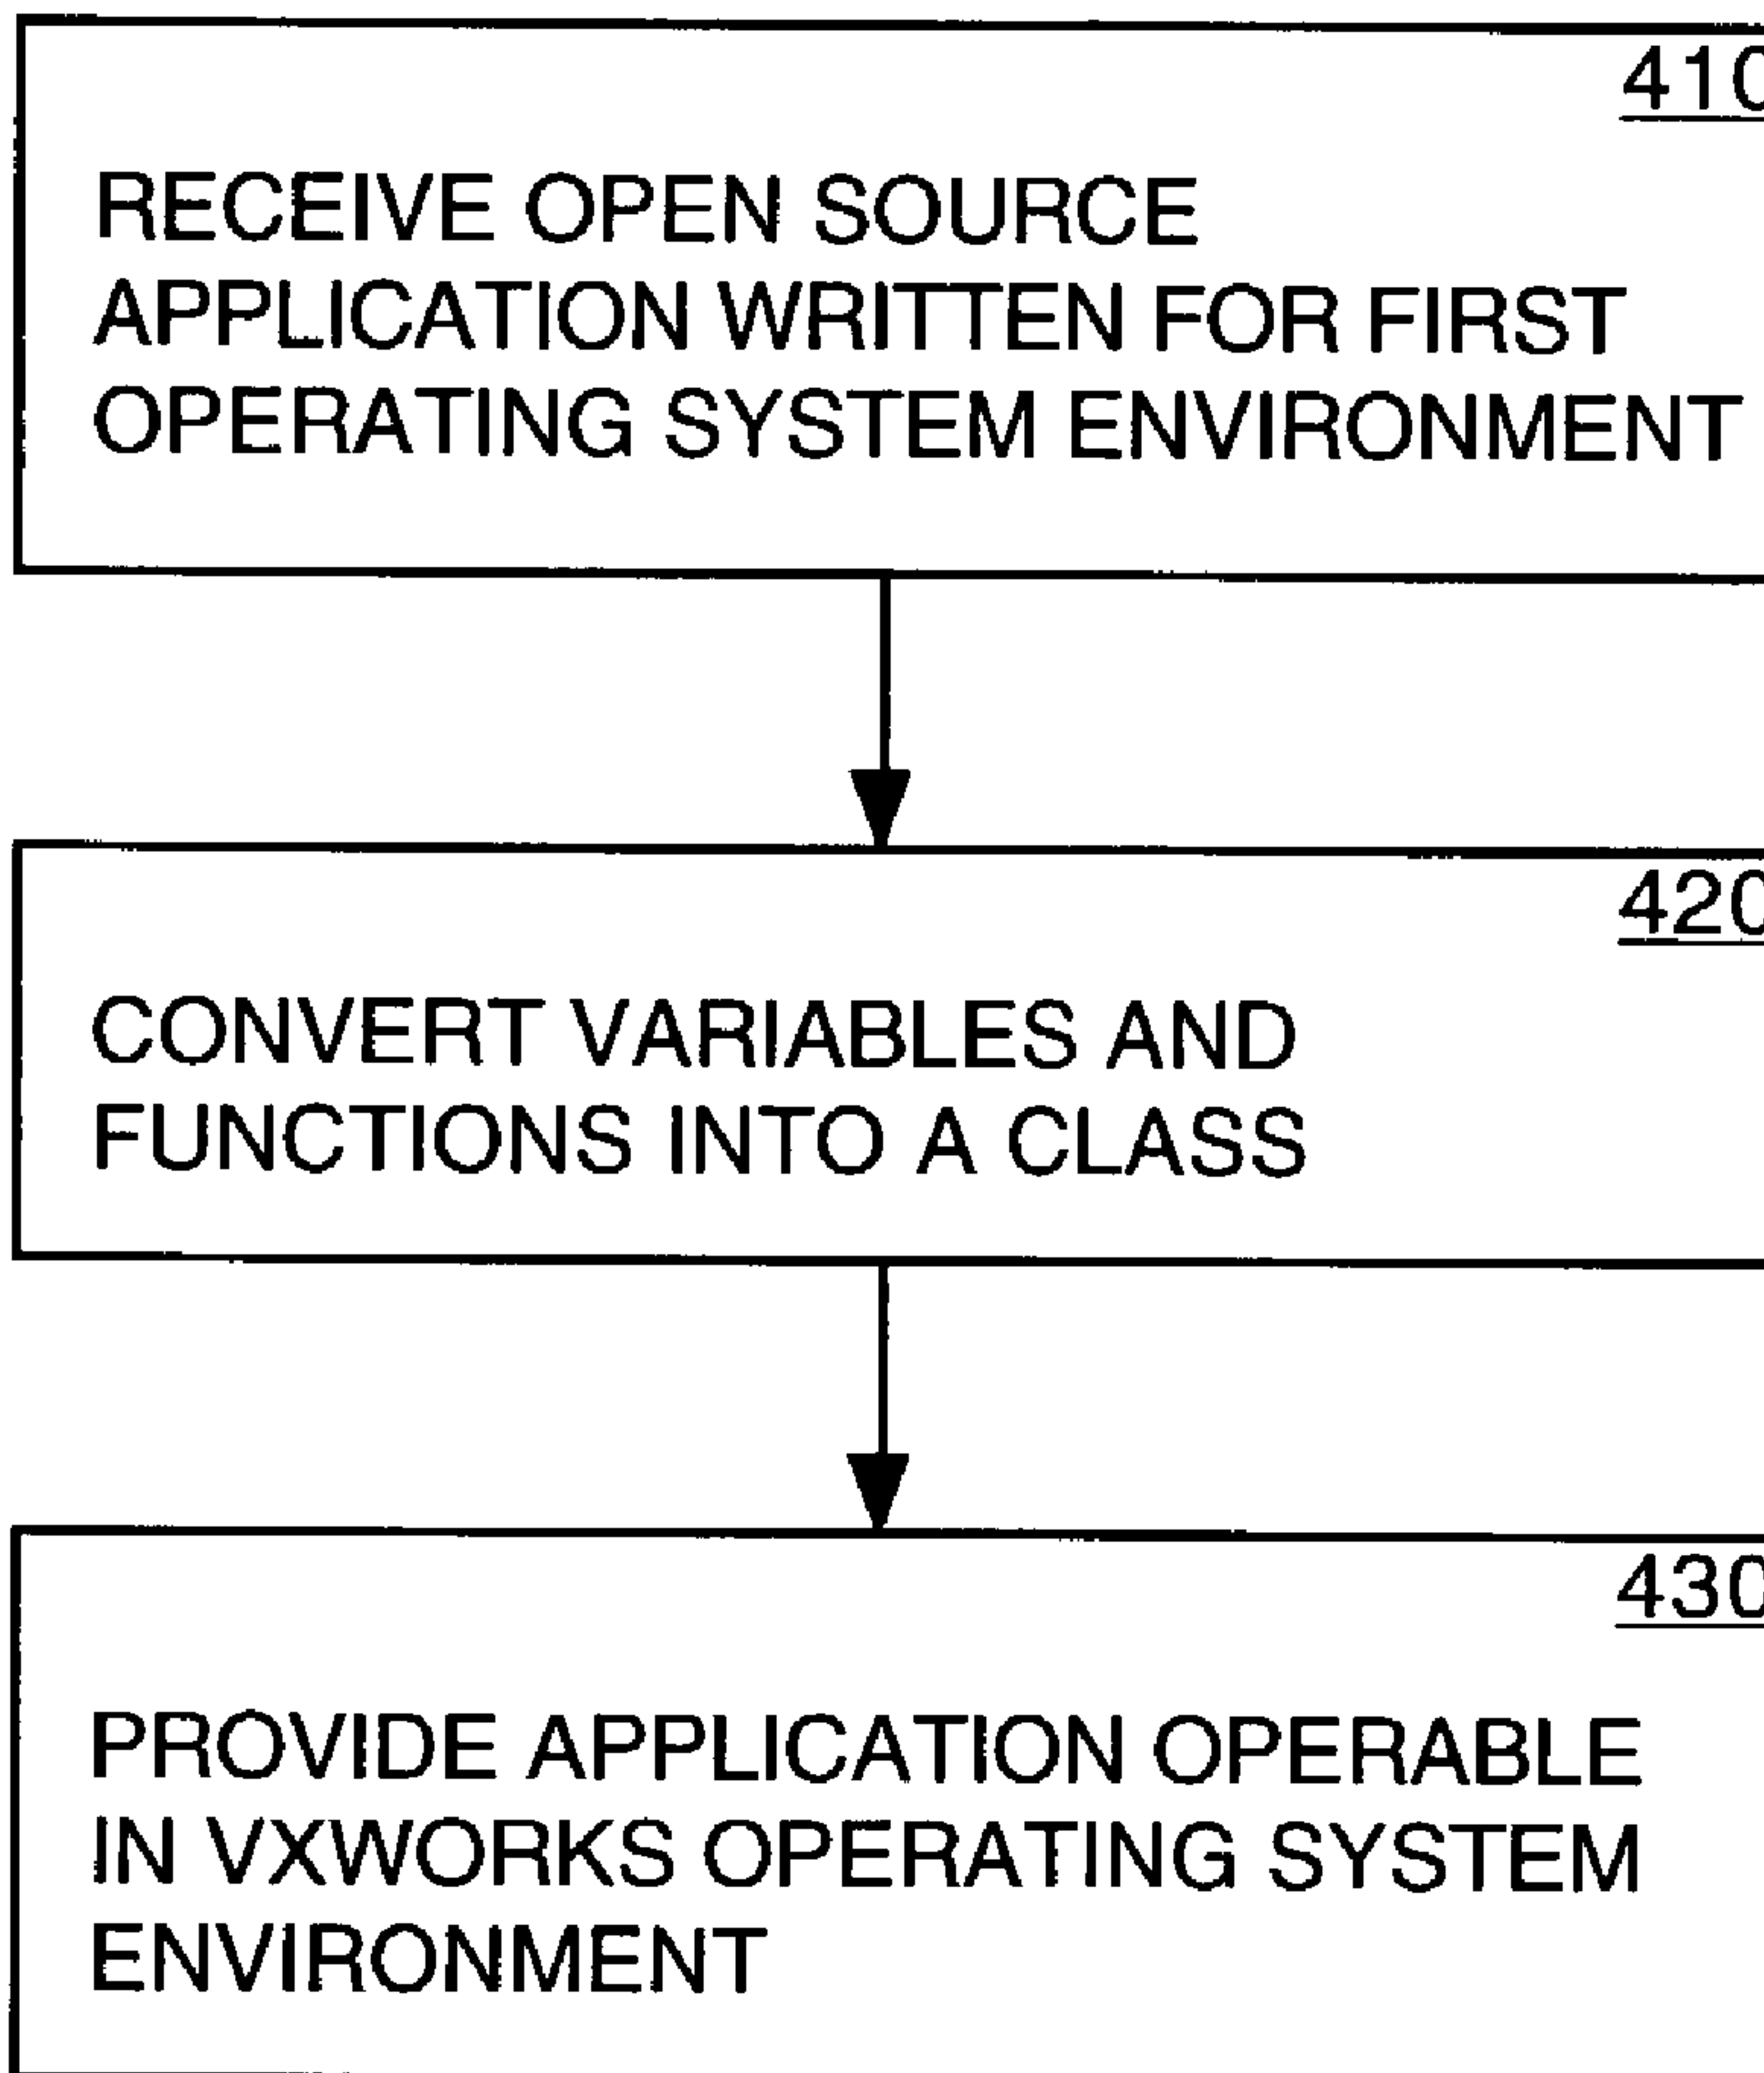 410
RECEIVE OPEN SOURCE
APPLICATION WRITTEN FOR FIRST
OPERATING SYSTEM ENVIRONMENT
420
CONVERT VARIABLES AND
FUNCTIONS INTO A CLASS
430
PROVIDE APPLICATION OPERABLE
IN VXWORKS OPERATING SYSTEM
ENVIRONMENT